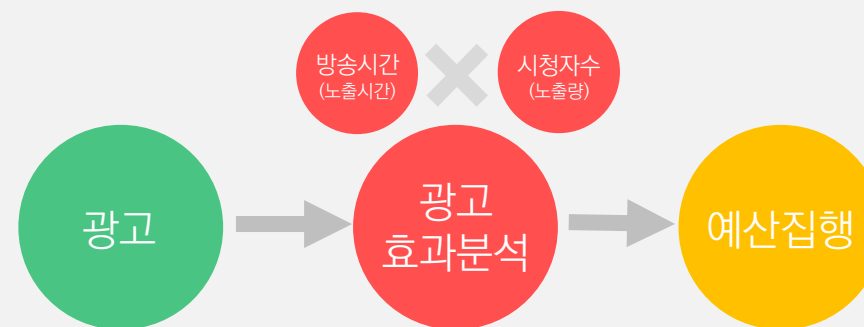 방송시간
(노출시간)
시청자수
(노출량)
광고
광고
효과분석
예산집행